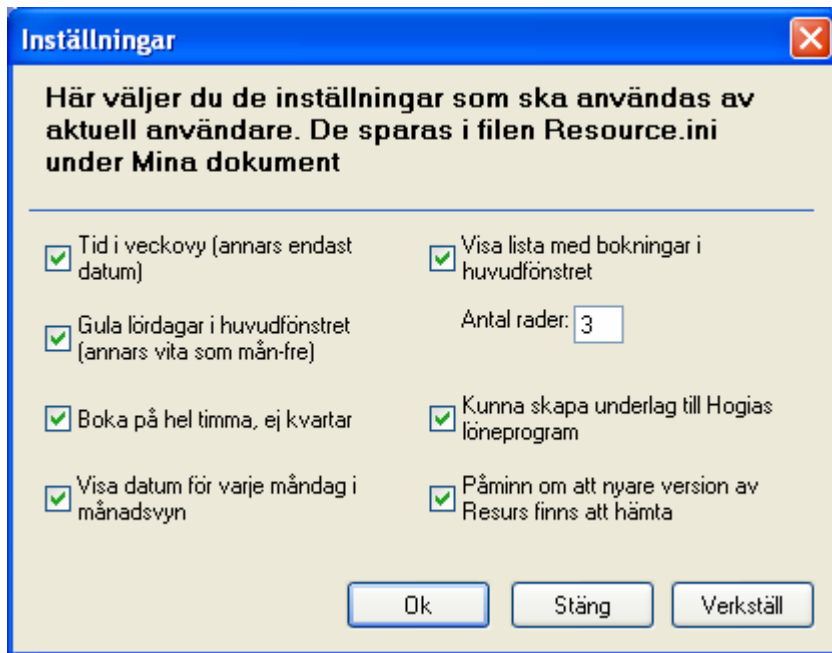 Inställningar
Här väljer du de inställningar som ska användas av
aktuell användare. De sparas i filen Resource.ini
under Mina dokument
Tid i veckovy (annars endast
datum)
Gula lördagar i huvudfönstret
(annars vita som mån-fre)
Boka på hel timma, ej kvartar
Visa datum för varje måndag i
månadsvyn
Visa lista med bokningar i
huvudfönstret
Antal rader: 3
Kunna skapa underlag till Hogias
löneprogram
Påminn om att nyare version av
Resurs finns att hämta
Ok
Stäng
Verkställ